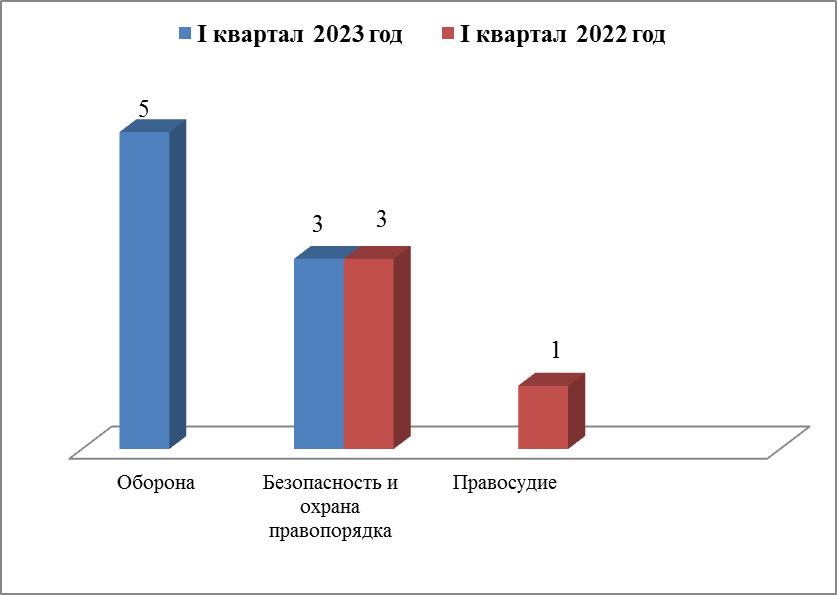 I квартал 2023 год I квартал 2022 год
5
3
3
1
Оборона
Безопасность и
охрана
правопорядка
Правосудие